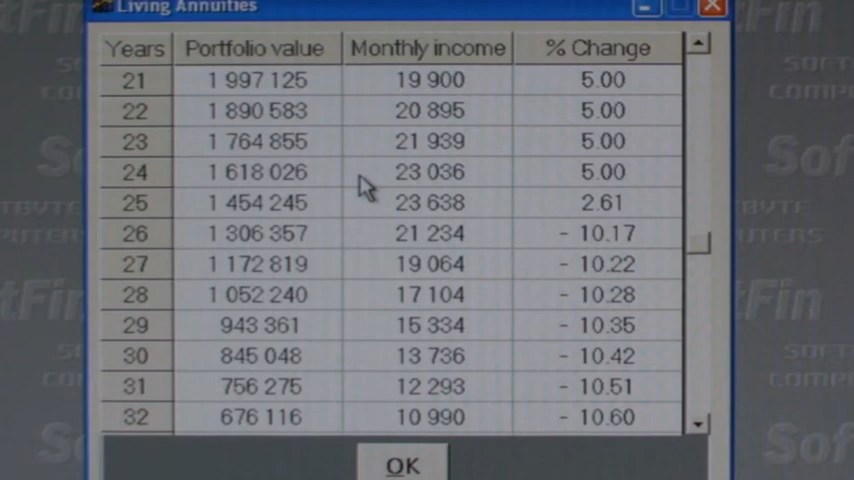 Living Annuities
Years Portfolio value Monthly income % Change
21 1 997 125 19 900 5.00
22 1 890 583 20 895 5.00
23 1 764 855 21 939 5.00
24 1 618 026 23 036 5.00
25 1 454 245 23 638 2.61
26 1 306 357 21 234 - 10.17
27 1 172 819 19 064 - 10.22
28 1 052 240 17 104 - 10.28
29 943 361 15 334 - 10.35
30 845 048 13 736 - 10.42
31 756 275 12 293 - 10.51
32 676 116 10 990 - 10.60
OK